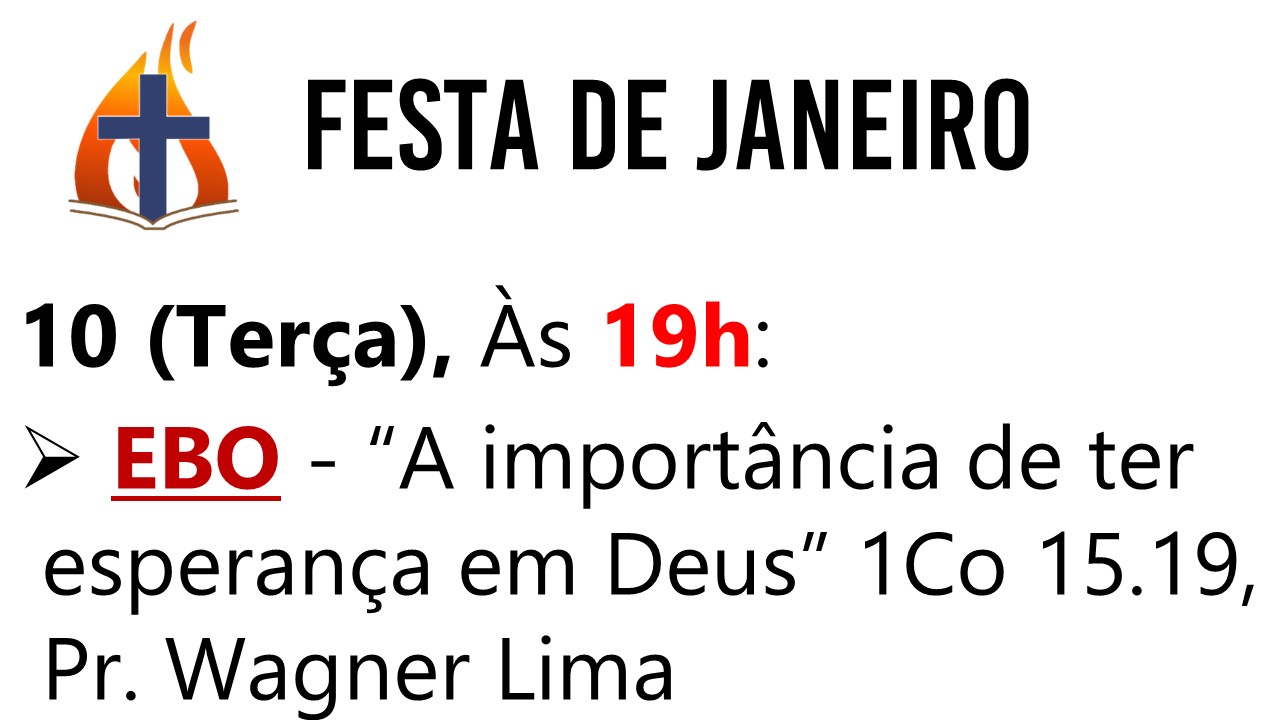 FESTA DE JANEIRO
10 (Terça), Às 19h:
➢ EBO - “A importância de ter
esperança em Deus” 1Co 15.19,
Pr. Wagner Lima